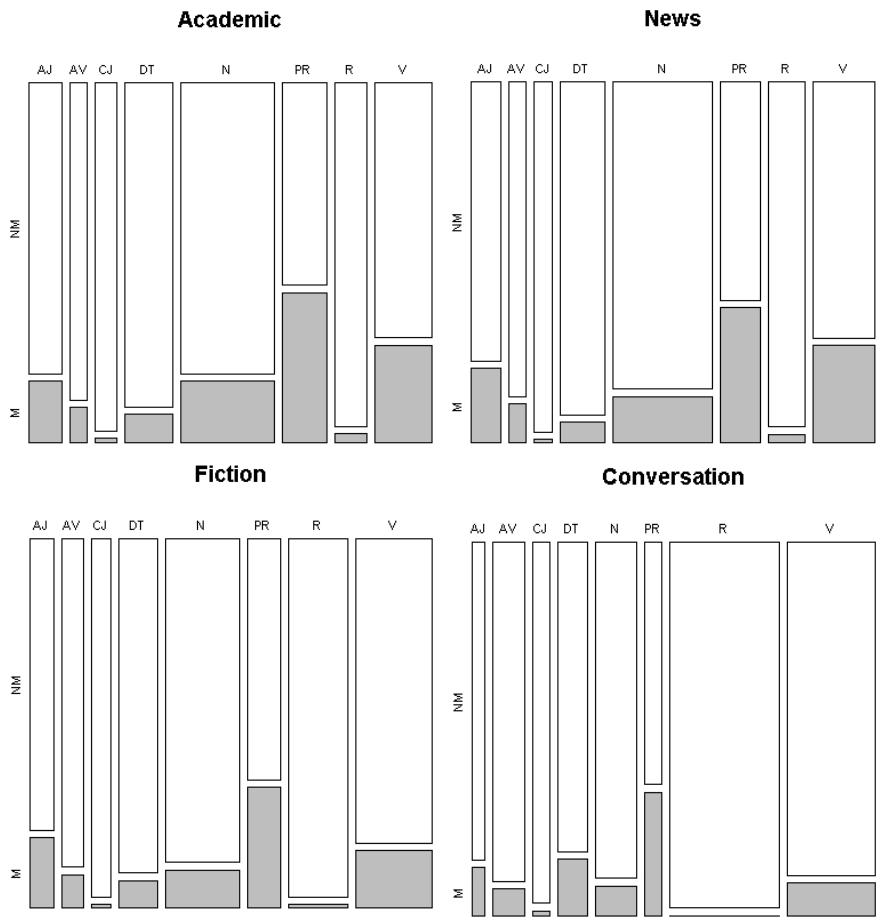 Academic
AJ AV CJ DT N PR R V
NM
M
News
AJ AV CJ DT N PR R V
NM
M
Fiction
AJ AV CJ DT N PR R V
NM
M
Conversation
AJ AV CJ DT N PR R V
NM
M